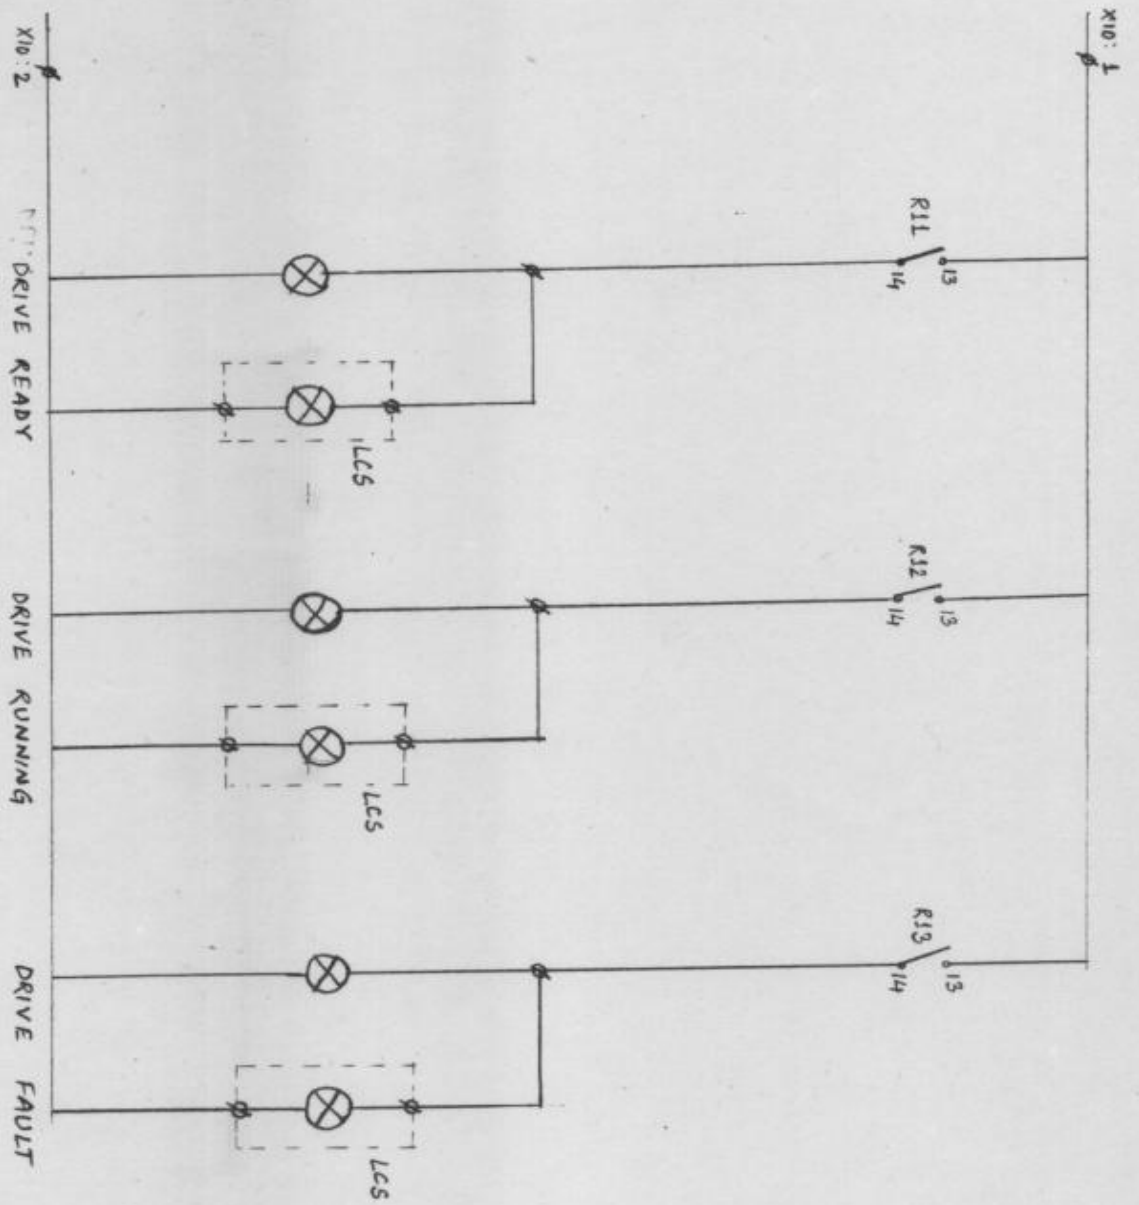 X10:1
R11
13
14
R12
13
14
R13
13
14
LCS
LCS
LCS
X10:2
DRIVE READY
DRIVE RUNNING
DRIVE FAULT